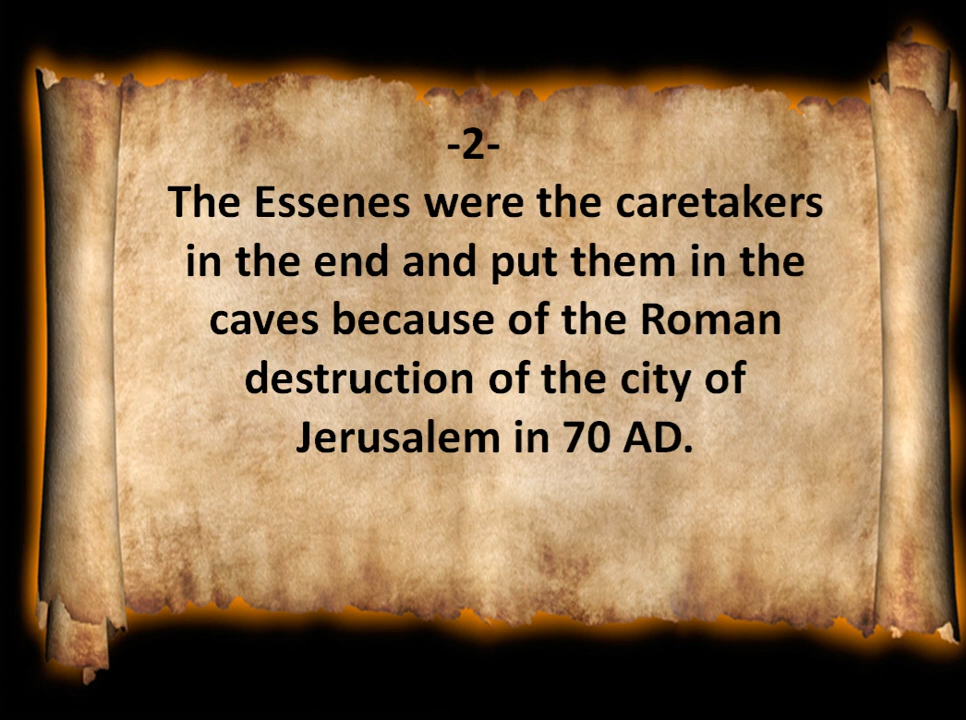 -2-
The Essenes were the caretakers
in the end and put them in the
caves because of the Roman
destruction of the city of
Jerusalem in 70 AD.